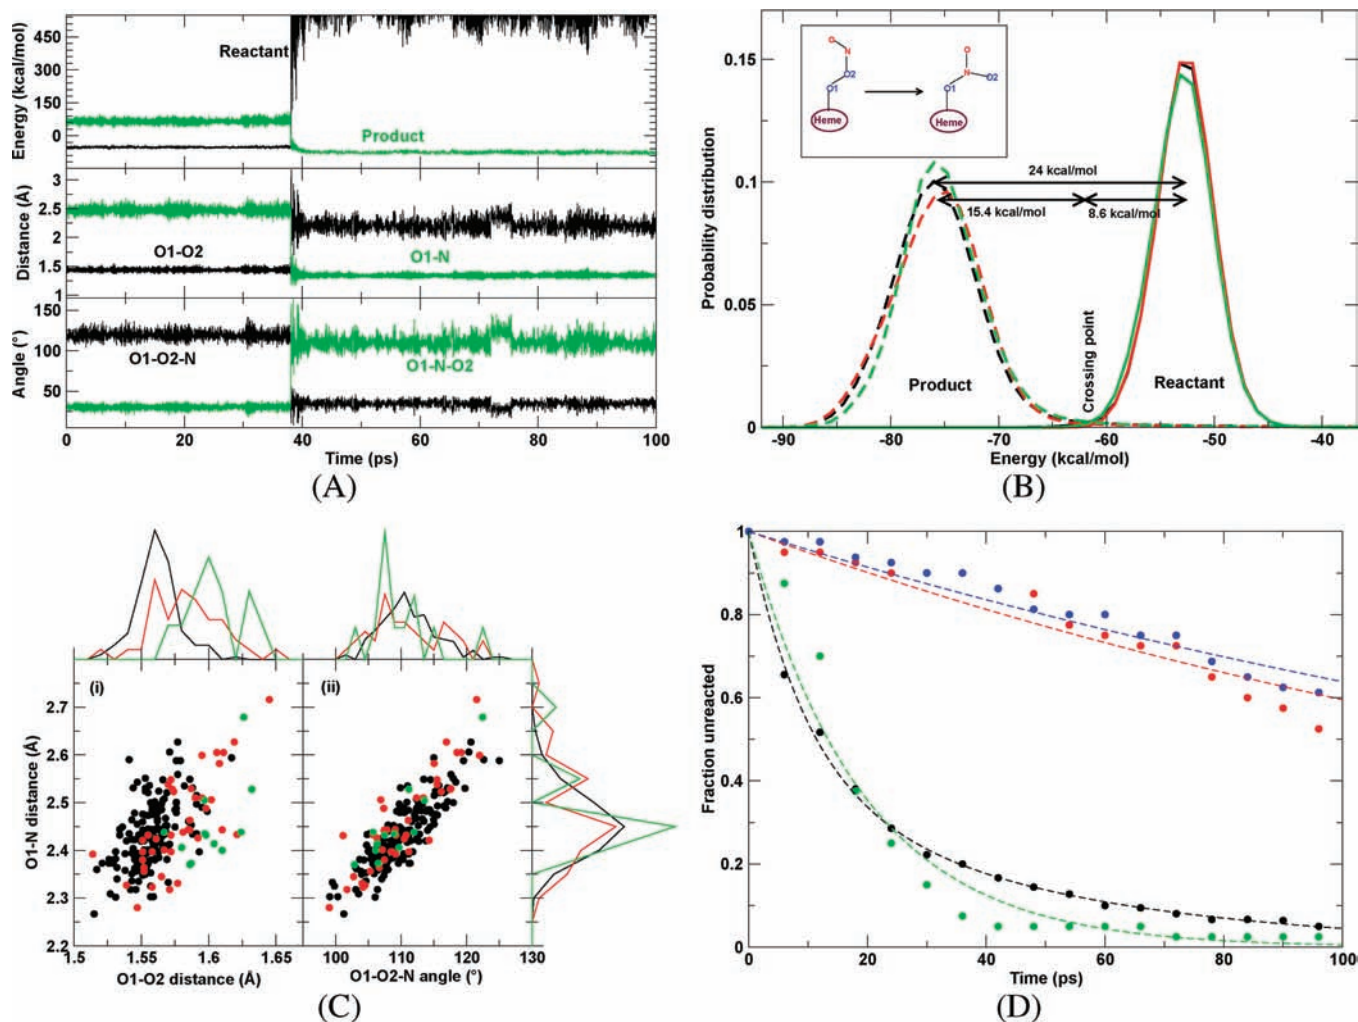 450
300
150
0
Energy (kcal/mol)
Reactant
Product
3
2.5
2
1.5
1
Distance (Å)
O1-O2
O1-N
150
100
50
Angle (°)
O1-O2-N
O1-N-O2
0 20 40 60 80 100
Time (ps)
(A)
0.15
0.1
0.05
0
Probability distribution
O
N
O2
O1
Heme
O
N
O2
O1
Heme
24 kcal/mol
15.4 kcal/mol
8.6 kcal/mol
Crossing point
Product
Reactant
-90 -80 -70 -60 -50 -40
Energy (kcal/mol)
(B)
(i)
(ii)
2.7
2.6
2.5
2.4
2.3
2.2
O1-N distance (Å)
1.5 1.55 1.6 1.65
100 110 120 130
O1-O2 distance (Å)
O1-O2-N angle (°)
(C)
1
0.8
0.6
0.4
0.2
0
Fraction unreacted
0 20 40 60 80 100
Time (ps)
(D)